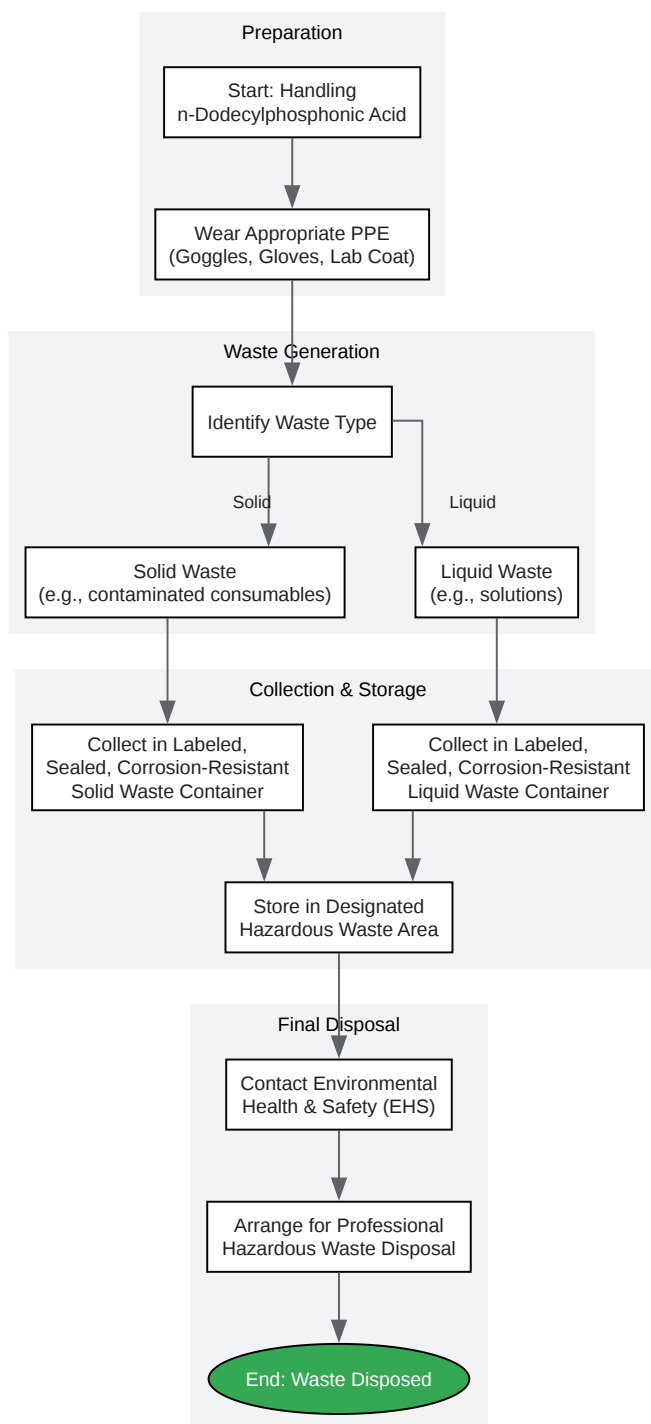 Preparation
Start: Handling
n-Dodecylphosphonic Acid
Wear Appropriate PPE
(Goggles, Gloves, Lab Coat)
Waste Generation
Identify Waste Type
Solid
Liquid
Solid Waste
(e.g., contaminated consumables)
Liquid Waste
(e.g., solutions)
Collection & Storage
Collect in Labeled,
Sealed, Corrosion-Resistant
Solid Waste Container
Collect in Labeled,
Sealed, Corrosion-Resistant
Liquid Waste Container
Store in Designated
Hazardous Waste Area
Final Disposal
Contact Environmental
Health & Safety (EHS)
Arrange for Professional
Hazardous Waste Disposal
End: Waste Disposed